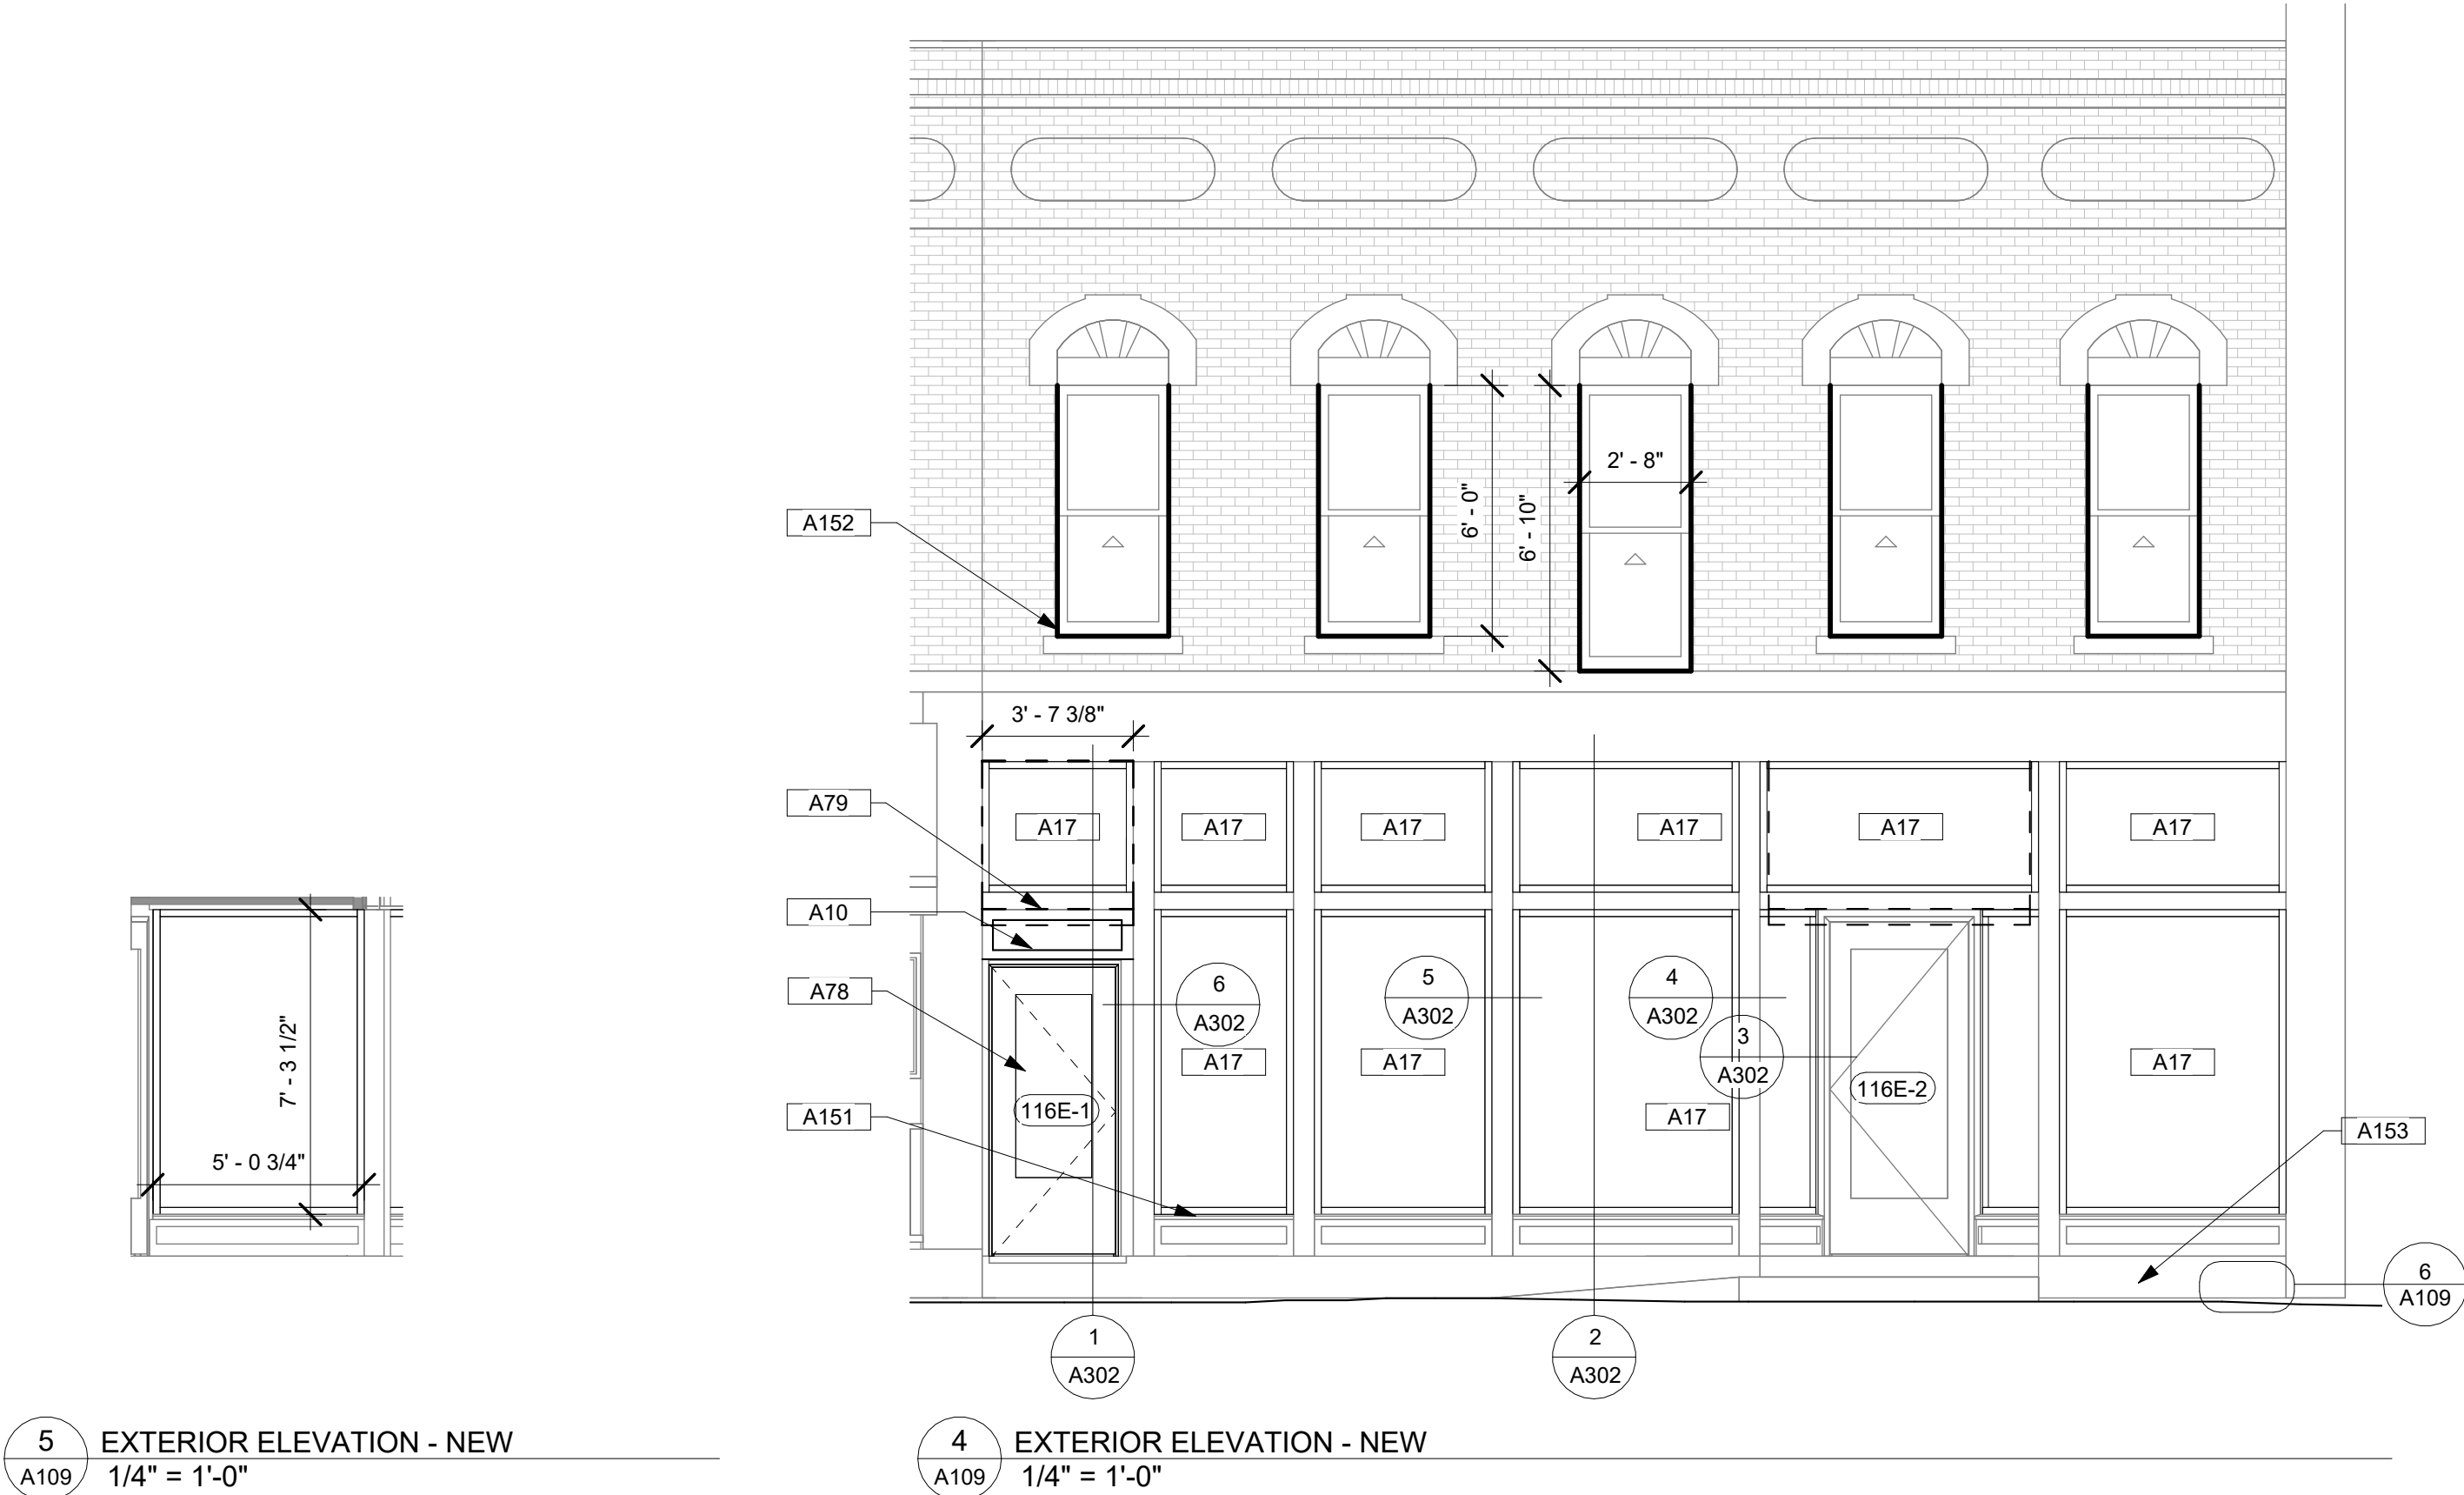 2' - 8"
6' - 0"
6' - 10"
A152
3' - 7 3/8"
A79
A17
A17
A17
A17
A17
A17
A10
A78
6
A302
5
A302
4
A302
3
A302
A17
A17
A17
A17
116E-1
116E-2
A151
A153
7' - 3 1/2"
5' - 0 3/4"
6
A109
1
A302
2
A302
5
A109
EXTERIOR ELEVATION - NEW
1/4" = 1'-0"
4
A109
EXTERIOR ELEVATION - NEW
1/4" = 1'-0"